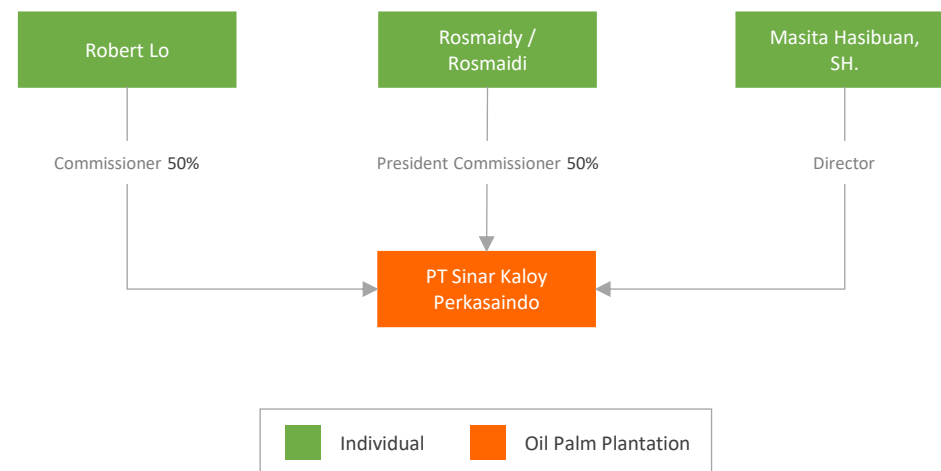 Robert Lo
Rosmaidy /
Rosmaidi
Masita Hasibuan,
SH.
Commissioner 50%
President Commissioner 50%
Director
PT Sinar Kaloy
Perkasaindo
Individual
Oil Palm Plantation